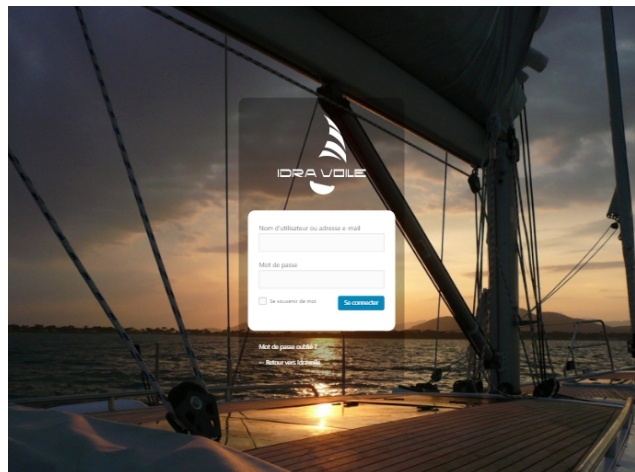 IDRA VOILE
Nom d'utilisateur ou adresse e-mail
Mot de passe
Se souvenir de moi
Se connecter
Mot de passe oublié ?
← Retour vers Idravoile